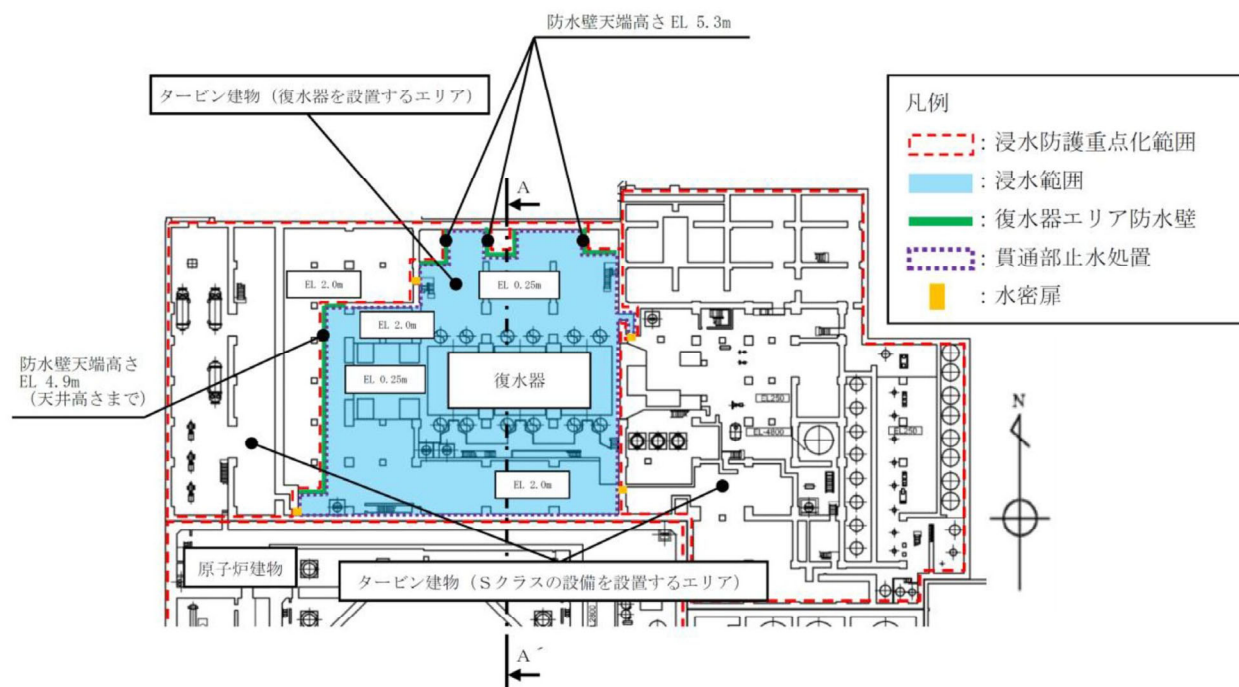 防水壁天端高さ EL 5.3m
タービン建物（復水器を設置するエリア）
凡例
：浸水防護重点化範囲
：浸水範囲
：復水器エリア防水壁
：貫通部止水処置
：水密扉
A
EL 2.0m
EL 0.25m
EL 2.0m
防水壁天端高さ
EL 4.9m
（天井高さまで）
EL 0.25m
復水器
EL250
EL-4800
EL250
N
EL 2.0m
原子炉建物
タービン建物（Sクラスの設備を設置するエリア）
A´